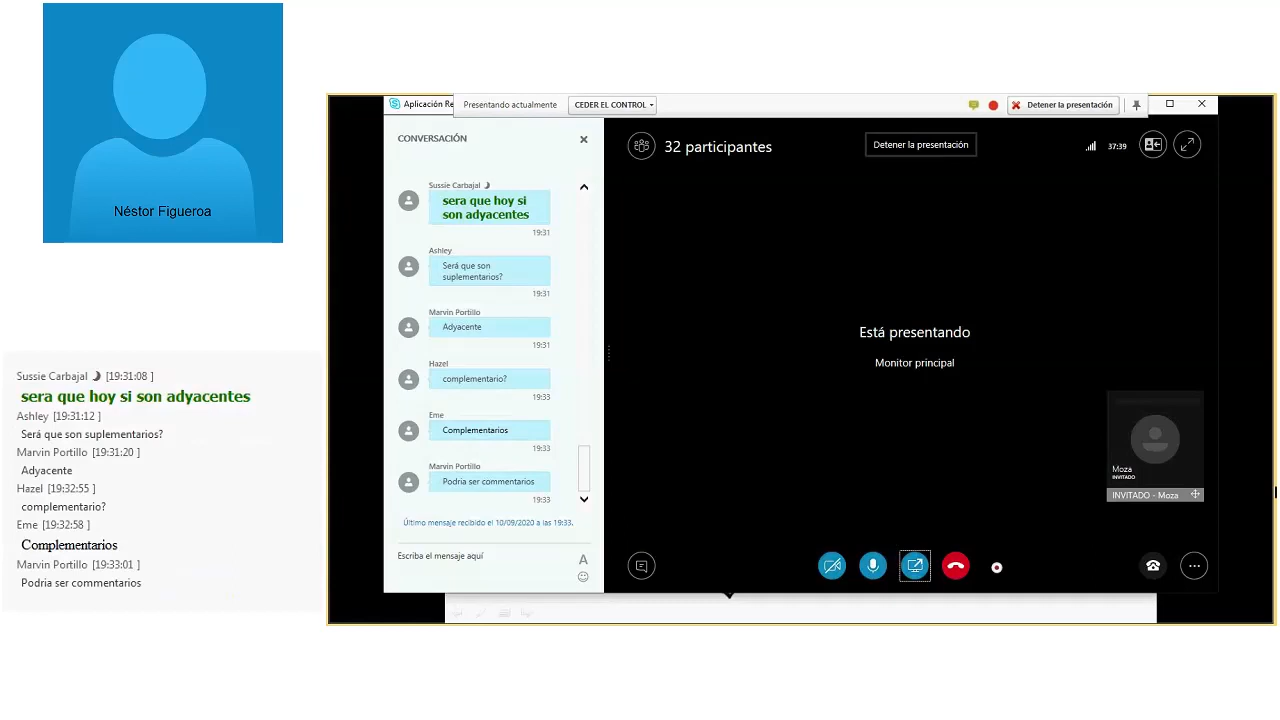 Néstor Figueroa
Sussie Carbajal [19:31:08 ]
sera que hoy si son adyacentes
Ashley [19:31:12 ]
Será que son suplementarios?
Marvin Portillo [19:31:20 ]
Adyacente
Hazel [19:32:55 ]
complementario?
Eme [19:32:58 ]
Complementarios
Marvin Portillo [19:33:01 ]
Podria ser commentarios
Aplicación Re
Presentando actualmente
CEDER EL CONTROL
Detener la presentación
CONVERSACIÓN
Sussie Carbajal
sera que hoy si
son adyacentes
19:31
Ashley
Será que son
suplementarios?
19:31
Marvin Portillo
Adyacente
19:31
Hazel
complementario?
19:33
Eme
Complementarios
19:33
Marvin Portillo
Podria ser commentarios
19:33
Último mensaje recibido el 10/09/2020 a las 19:33.
Escribe el mensaje aquí
A
32 participantes
Detener la presentación
37:39
Está presentando
Monitor principal
Moza
INVITADO
INVITADO - Moza